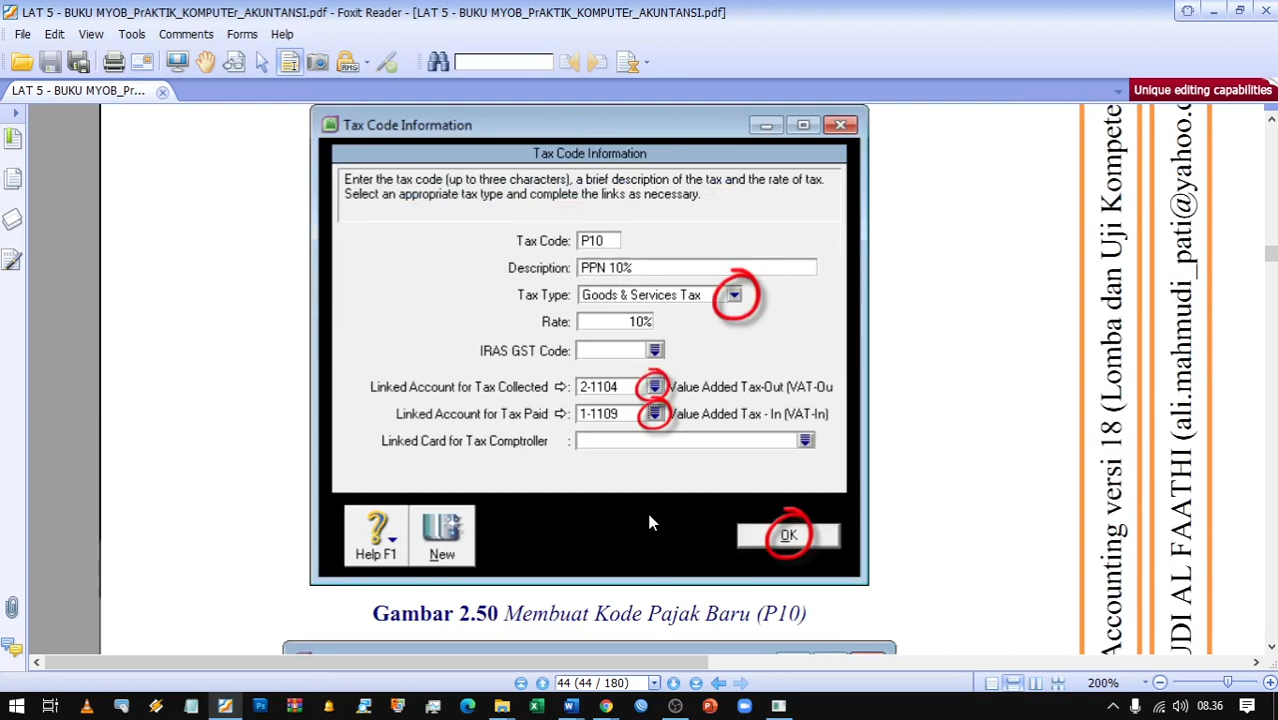 LAT 5 - BUKU MYOB_PrAKTIK_KOMPUTEr_AKUNTANSI.pdf - Foxit Reader - [LAT 5 - BUKU MYOB_PrAKTIK_KOMPUTEr_AKUNTANSI.pdf]
File Edit View Tools Comments Forms Help
LAT 5 - BUKU MYOB_Pr...
Unique editing capabilities
Tax Code Information
Tax Code Information
Enter the tax code (up to three characters), a brief description of the tax and the rate of tax.
Select an appropriate tax type and complete the links as necessary.
Tax Code: P10
Description: PPN 10%
Tax Type: Goods & Services Tax
Rate: 10%
IRAS GST Code:
Linked Account for Tax Collected 2-1104 Value Added Tax-Out (VAT-Ou
Linked Account for Tax Paid 1-1109 Value Added Tax - In (VAT-In)
Linked Card for Tax Comptroller :
Help F1
New
OK
Gambar 2.50 Membuat Kode Pajak Baru (P10)
Accounting versi 18 (Lomba dan Uji Kompete
UDI AL FAATHI (ali.mahmudi_pati@yahoo.c
44 (44 / 180)
200%
08.36